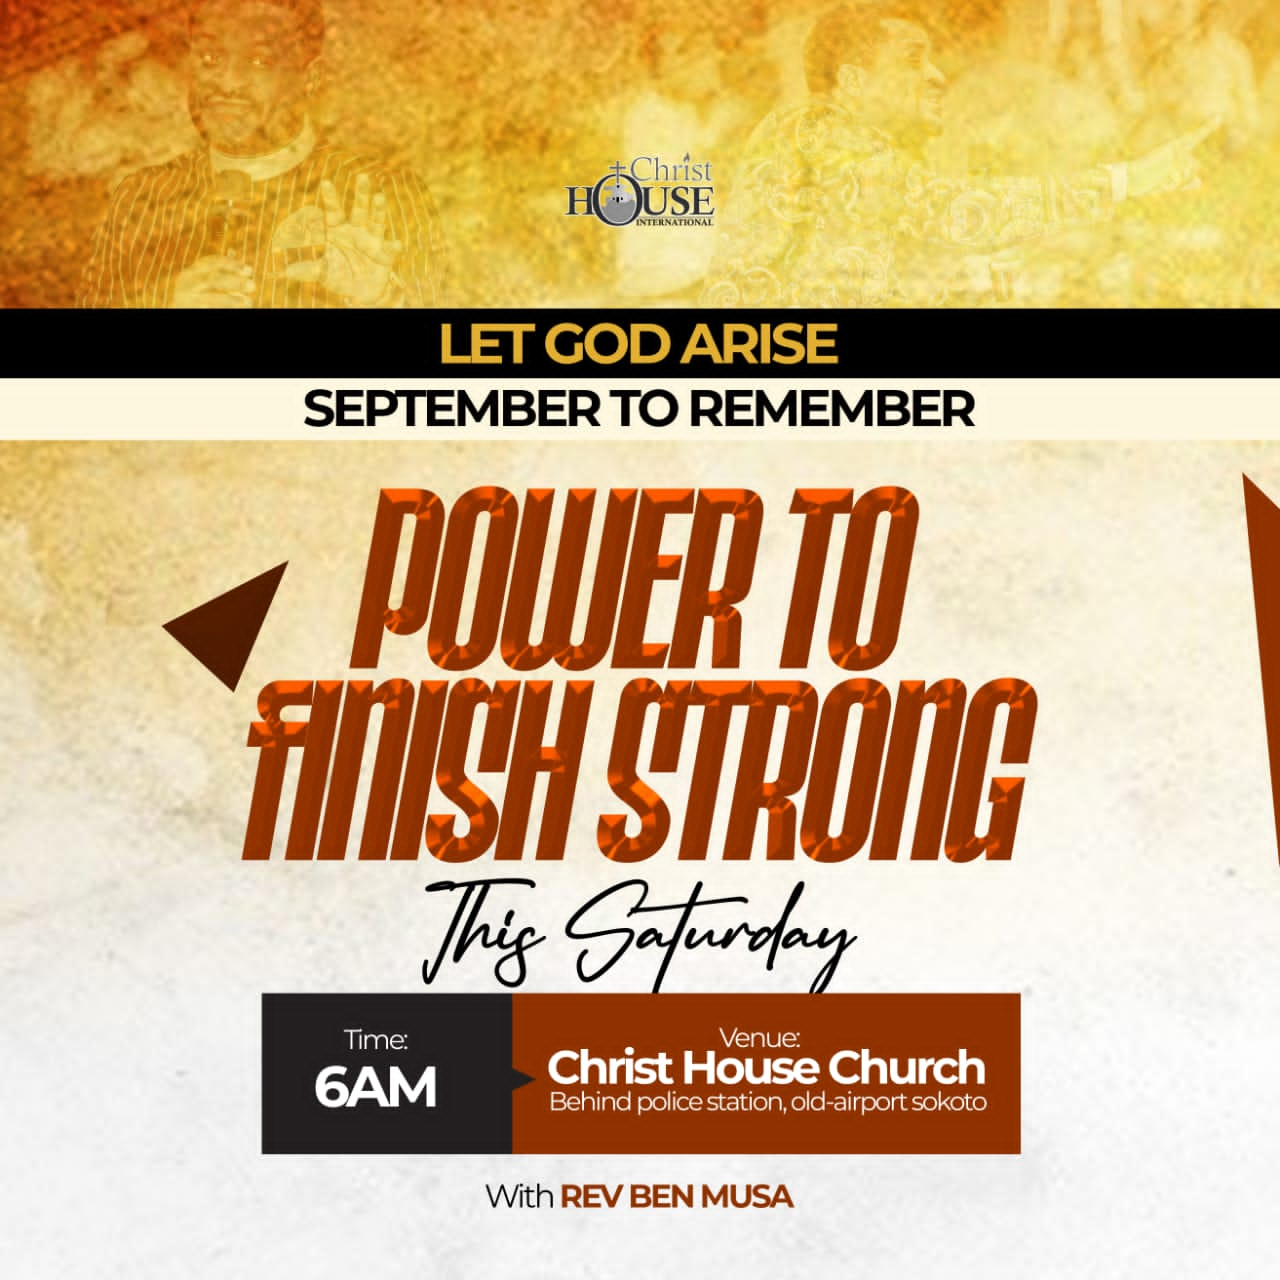 Christ
HOUSE
INTERNATIONAL
LET GOD ARISE
SEPTEMBER TO REMEMBER
POWER TO
FINISH STRONG
This Saturday
Time:
6AM
Venue:
Christ House Church
Behind police station, old-airport sokoto
With REV BEN MUSA